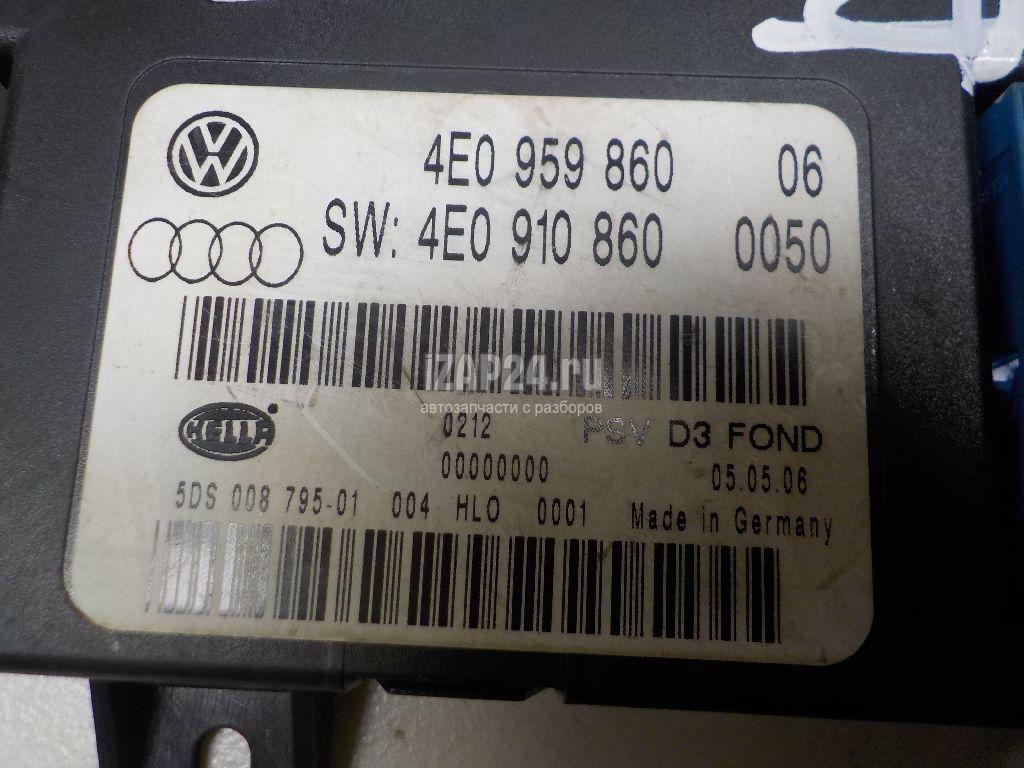 4E0 959 860 06
SW: 4E0 910 860 0050
iZAP24.ru
автозапчасти с разборов
HELLA
0212 PSV D3 FOND
00000000 05.05.06
5DS 008 795-01 004 HLO 0001 Made in Germany